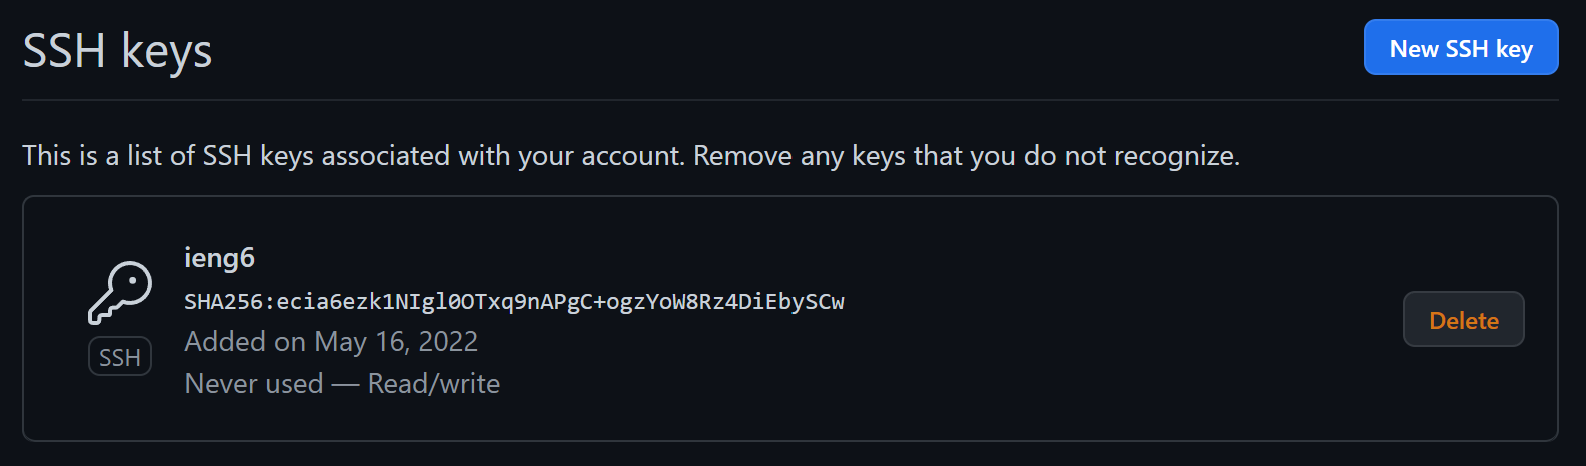 SSH keys
New SSH key
This is a list of SSH keys associated with your account. Remove any keys that you do not recognize.
ieng6
SHA256:ecia6ezk1NIgl0OTxq9nAPgC+ogzYoW8Rz4DiEbySCw
SSH
Added on May 16, 2022
Never used — Read/write
Delete